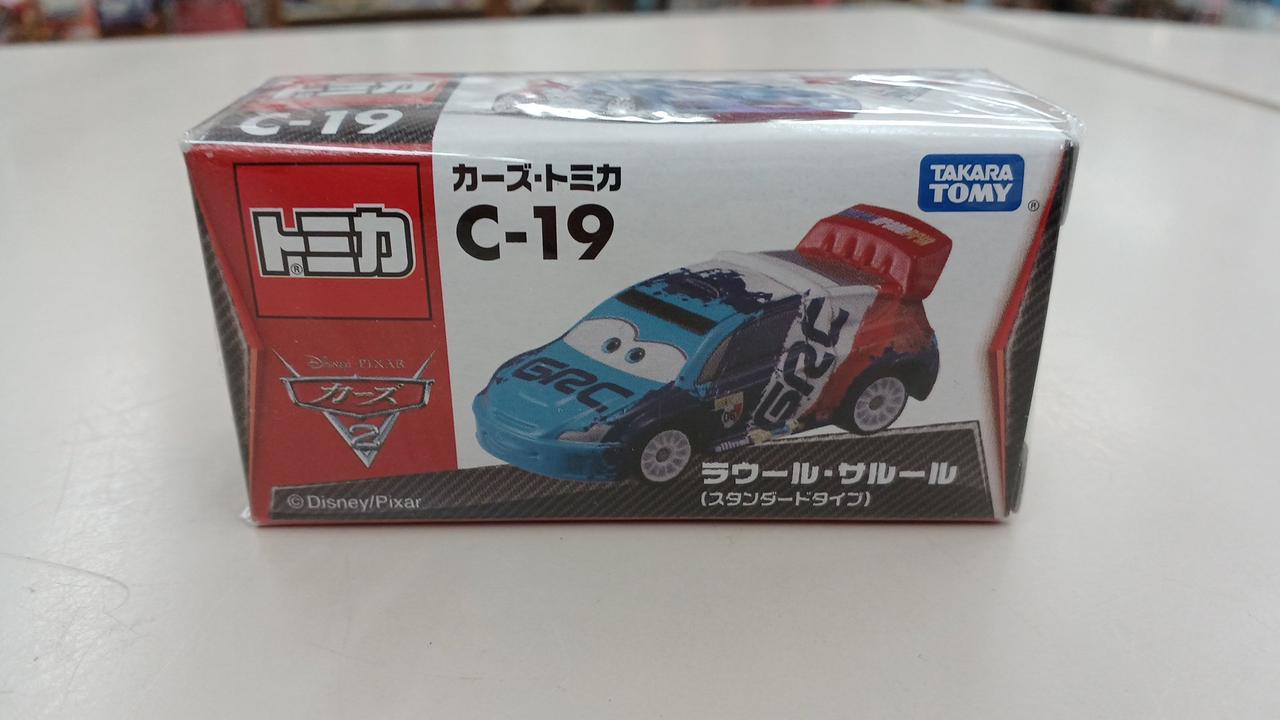 トミカ
C-19
トミカ
®
カーズ・トミカ
C-19
TAKARA
TOMY
®
GRC
GRC
06
Disney PIXAR
カーズ
2
©Disney/Pixar
ラウール・サルール
(スタンダードタイプ)